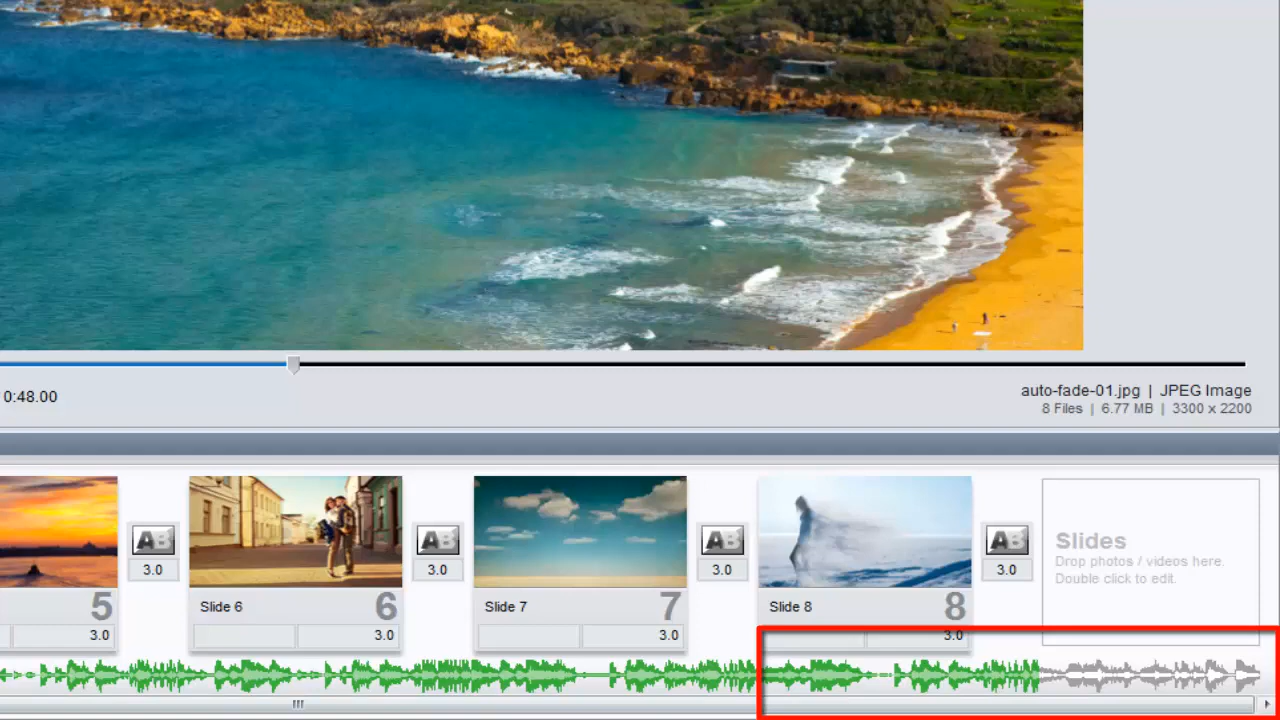 0:48.00
auto-fade-01.jpg | JPEG Image
8 Files | 6.77 MB | 3300 x 2200
AB
AB
AB
AB
3.0
3.0
3.0
3.0
Slides
Drop photos / videos here.
Double click to edit.
5
Slide 6
6
Slide 7
7
Slide 8
8
3.0
3.0
3.0
3.0